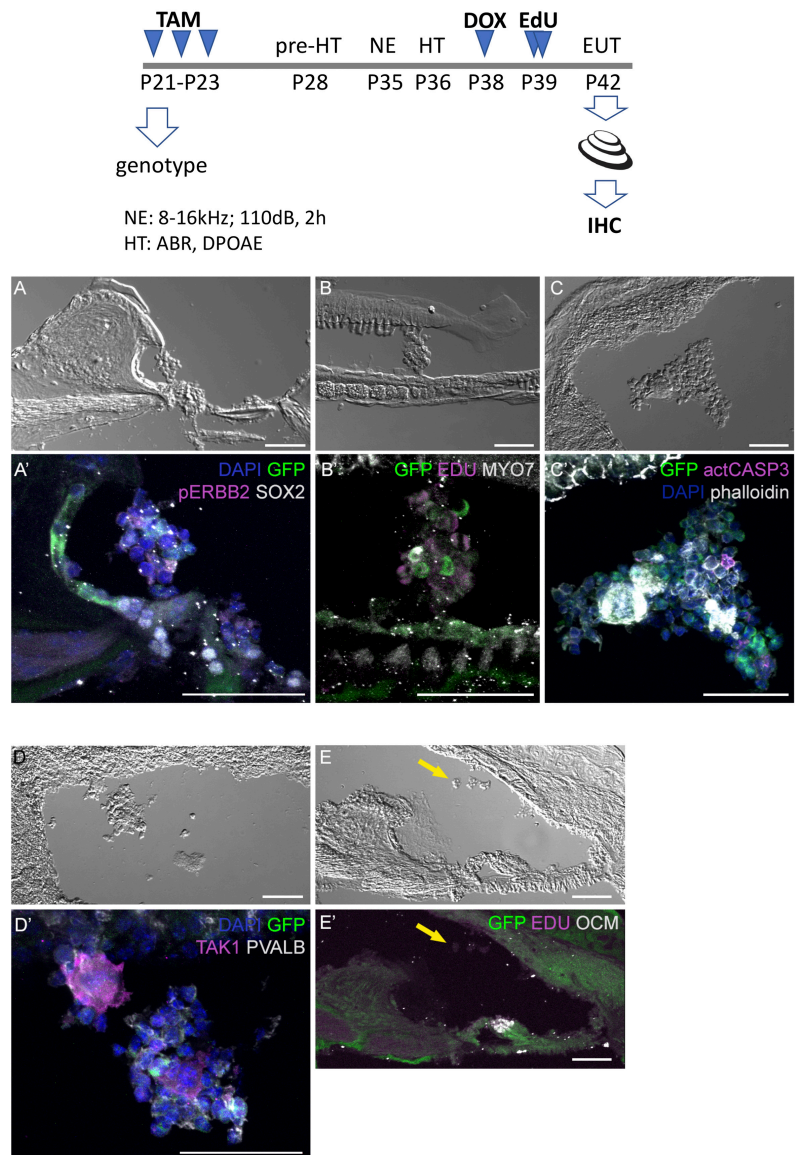 TAM
DOX EdU
pre-HT NE HT EUT
P21-P23 P28 P35 P36 P38 P39 P42
genotype
NE: 8-16kHz; 110dB, 2h
HT: ABR, DPOAE
IHC
A
B
C
A’ DAPI GFP
pERBB2 SOX2
B’ GFP EDU MYO7
C’ GFP actCASP3
DAPI phalloidin
D
E
D’ DAPI GFP
TAK1 PVALB
E’ GFP EDU OCM